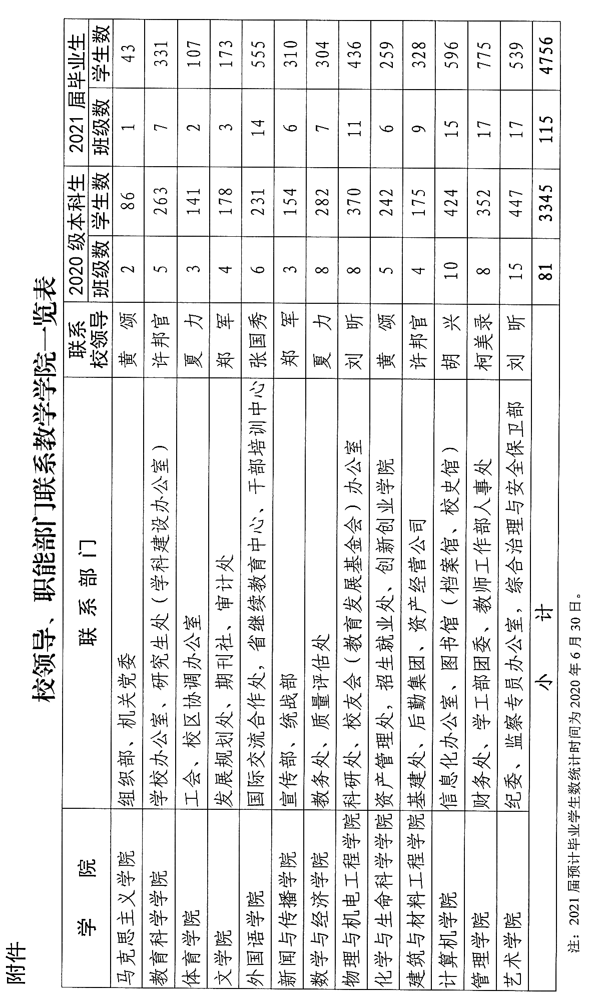 附件
校领导、职能部门联系教学学院一览表
学 院 联 系 部 门 联系校领导 2020 级本科生 2021 届毕业生
班级数 学生数 班级数 学生数
马克思主义学院 组织部、机关党委 黄 颂 2 86 1 43
教育科学学院 学校办公室、研究生处（学科建设办公室） 许邦官 5 263 7 331
体育学院 工会、校区协调办公室 夏 力 3 141 2 107
文学院 发展规划处、期刊社、审计处 郑 军 4 178 3 173
外国语学院 国际交流合作处，省继续教育中心、干部培训中心 张国秀 6 231 14 555
新闻与传播学院 宣传部、统战部 郑 军 3 154 6 310
数学与经济学院 教务处、质量评估处 夏 力 8 282 7 304
物理与机电工程学院 科研处、校友会（教育发展基金会）办公室 刘 昕 8 370 11 436
化学与生命科学学院 资产管理处，招生就业处、创新创业学院 黄 颂 5 242 6 259
建筑与材料工程学院 基建处、后勤集团、资产经营公司 许邦官 4 175 9 328
计算机学院 信息化办公室、图书馆（档案馆、校史馆） 胡 兴 10 424 15 596
管理学院 财务处、学工部团委、教师工作部人事处 柯美录 8 352 17 775
艺术学院 纪委、监察专员办公室，综合治理与安全保卫部 刘 昕 15 447 17 539
小 计 81 3345 115 4756
注：2021 届预计毕业学生数统计时间为 2020 年 6 月 30 日。